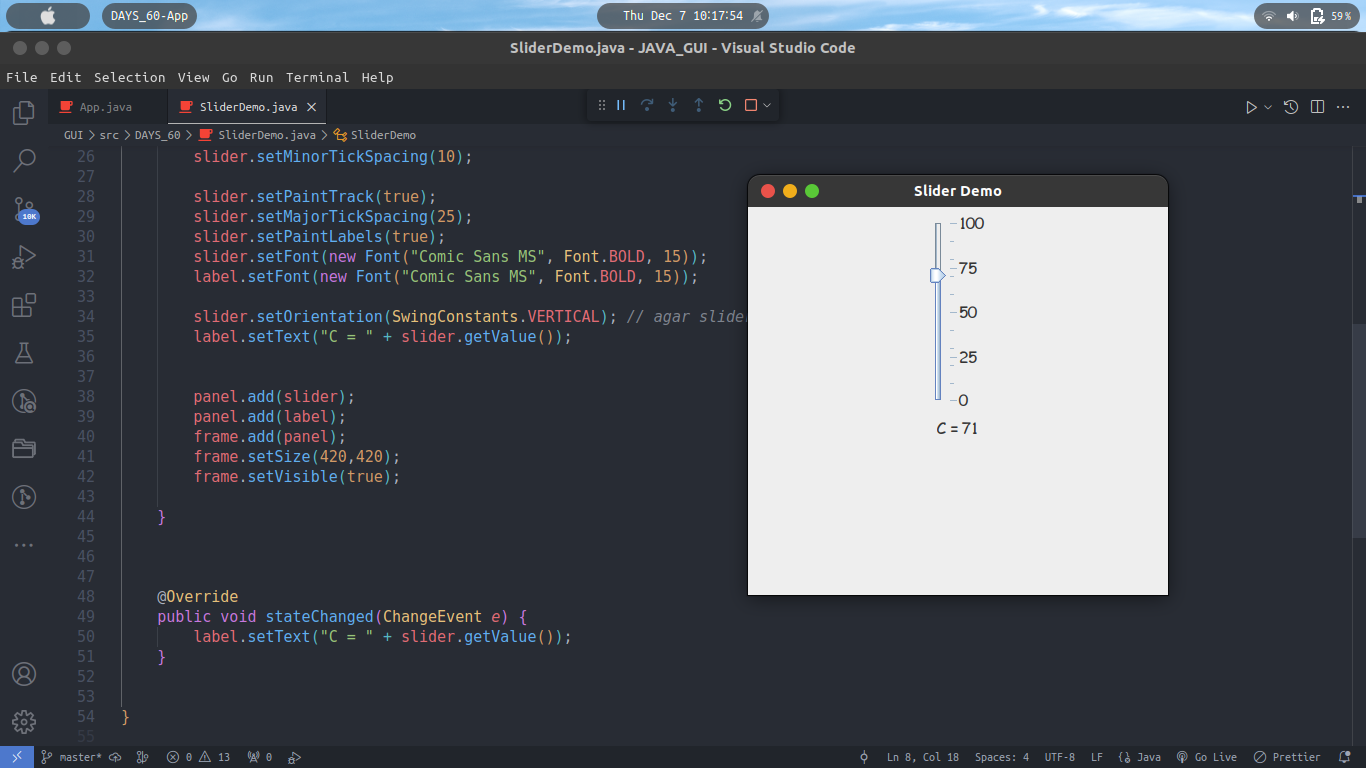 DAYS_60-App
Thu Dec 7 10:17:54
59%
SliderDemo.java - JAVA_GUI - Visual Studio Code
File Edit Selection View Go Run Terminal Help
App.java
SliderDemo.java
GUI > src > DAYS_60 > SliderDemo.java > SliderDemo
10K
26 slider.setMinorTickSpacing(10);
27
28 slider.setPaintTrack(true);
29 slider.setMajorTickSpacing(25);
30 slider.setPaintLabels(true);
31 slider.setFont(new Font("Comic Sans MS", Font.BOLD, 15));
32 label.setFont(new Font("Comic Sans MS", Font.BOLD, 15));
33
34 slider.setOrientation(SwingConstants.VERTICAL); // agar slider
35 label.setText("C = " + slider.getValue());
36
37
38 panel.add(slider);
39 panel.add(label);
40 frame.add(panel);
41 frame.setSize(420,420);
42 frame.setVisible(true);
43
44 }
45
46
47
48 @Override
49 public void stateChanged(ChangeEvent e) {
50 label.setText("C = " + slider.getValue());
51 }
52
53
54 }
55
Slider Demo
100
75
50
25
0
C = 71
master* 0 13 0
Ln 8, Col 18 Spaces: 4 UTF-8 LF Java Go Live Prettier